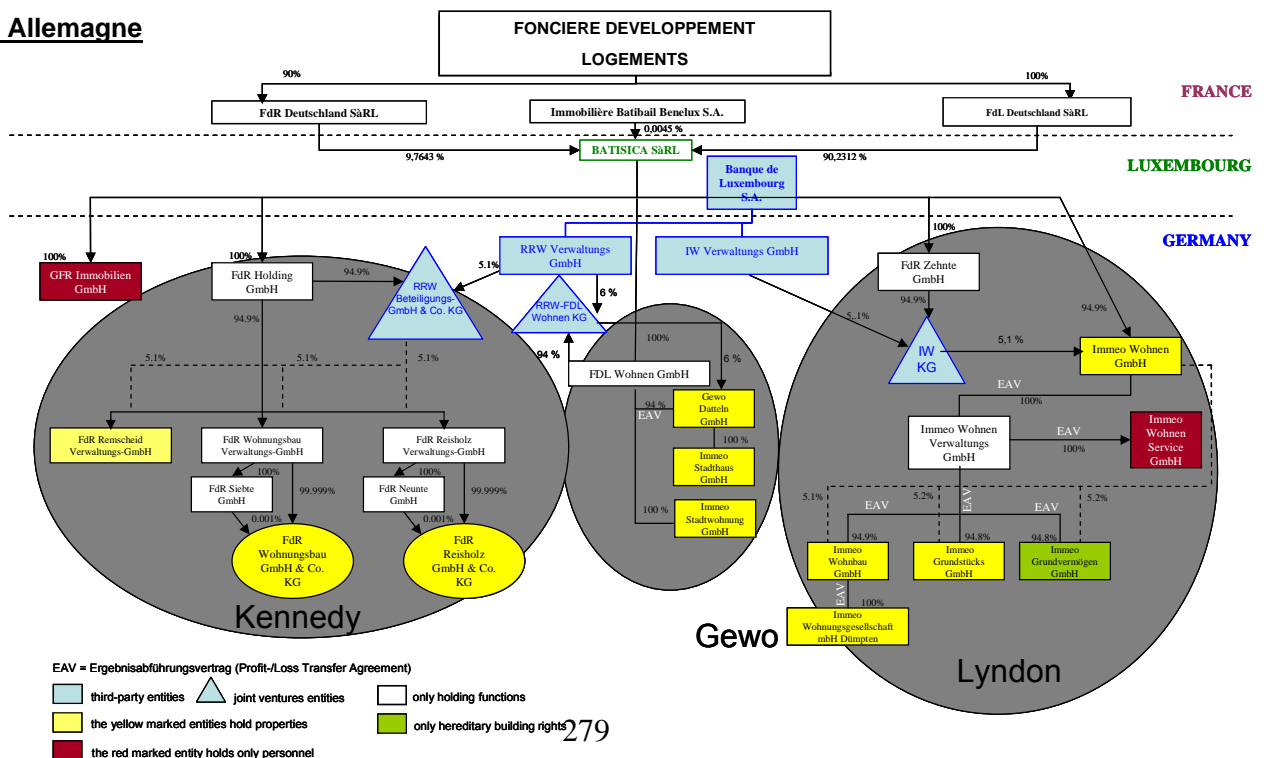 Allemagne
FONCIERE DEVELOPPEMENT
LOGEMENTS
90%
100%
FRANCE
FdR Deutschland SàRL
Immobilière Batibail Benelux S.A.
FdL Deutschland SàRL
0,0045 %
9,7643 %
BATISICA SàRL
90,2312 %
LUXEMBOURG
Banque de
Luxembourg
S.A.
GERMANY
100%
100%
100%
GFR Immobilien
GmbH
FdR Holding
GmbH
94.9%
RRW
Beteiligungs-
GmbH & Co. KG
5.1%
RRW Verwaltungs
GmbH
IW Verwaltungs GmbH
FdR Zehnte
GmbH
6 %
RRW-FDL
Wohnen KG
94.9%
94.9%
94.9%
5..1%
IW
KG
5,1 %
Immeo Wohnen
GmbH
5.1%
5.1%
5.1%
94 %
100%
6 %
FDL Wohnen GmbH
EAV
100%
94 %
EAV
Gewo
Datteln
GmbH
100 %
Immeo
Stadthaus
GmbH
100 %
Immeo
Stadtwohnung
GmbH
FdR Remscheid
Verwaltungs-GmbH
FdR Wohnungsbau
Verwaltungs-GmbH
FdR Reisholz
Verwaltungs-GmbH
100%
100%
FdR Siebte
GmbH
99.999%
FdR Neunte
GmbH
99.999%
0.001%
0.001%
FdR
Wohnungsbau
GmbH & Co.
KG
FdR
Reisholz
GmbH & Co.
KG
Immeo Wohnen
Verwaltungs
GmbH
EAV
100%
Immeo
Wohnen
Service
GmbH
5.1%
5.2%
EAV
5.2%
EAV
EAV
94.9%
94.8%
94.8%
Immeo
Wohnbau
GmbH
Immeo
Grundstücks
GmbH
Immeo
Grundvermögen
GmbH
EAV
100%
Immeo
Wohnungsgesellschaft
mbH Dümpten
Kennedy
Gewo
Lyndon
EAV = Ergebnisabführungsvertrag (Profit-/Loss Transfer Agreement)
third-party entities
joint ventures entities
only holding functions
the yellow marked entities hold properties
only hereditary building rights
the red marked entity holds only personnel
279